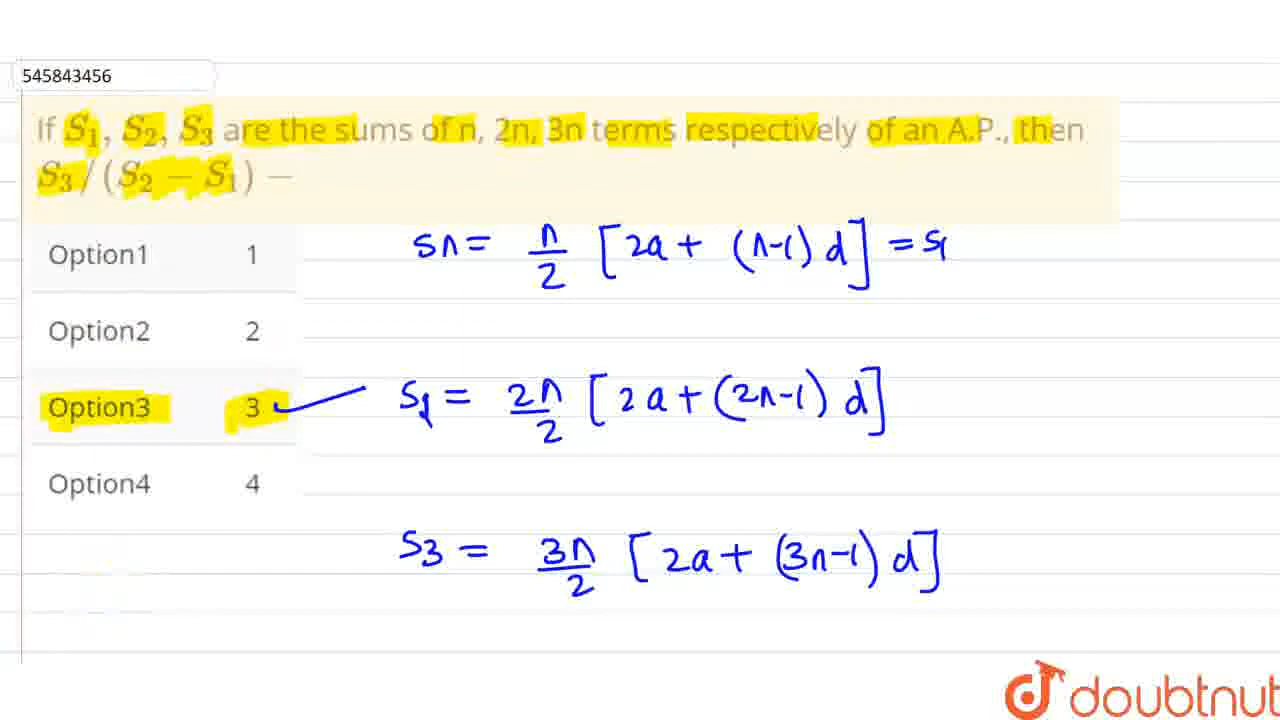 545843456
If S₁, S₂, S₃ are the sums of n, 2n, 3n terms respectively of an A.P., then
S₃/(S₂ − S₁) −
Sn = n/2 [2a + (n-1) d] = S1
Option1 1
Option2 2
Option3 3
S1 = 2n/2 [2a + (2n-1) d]
Option4 4
S3 = 3n/2 [2a + (3n-1) d]
doubtnut